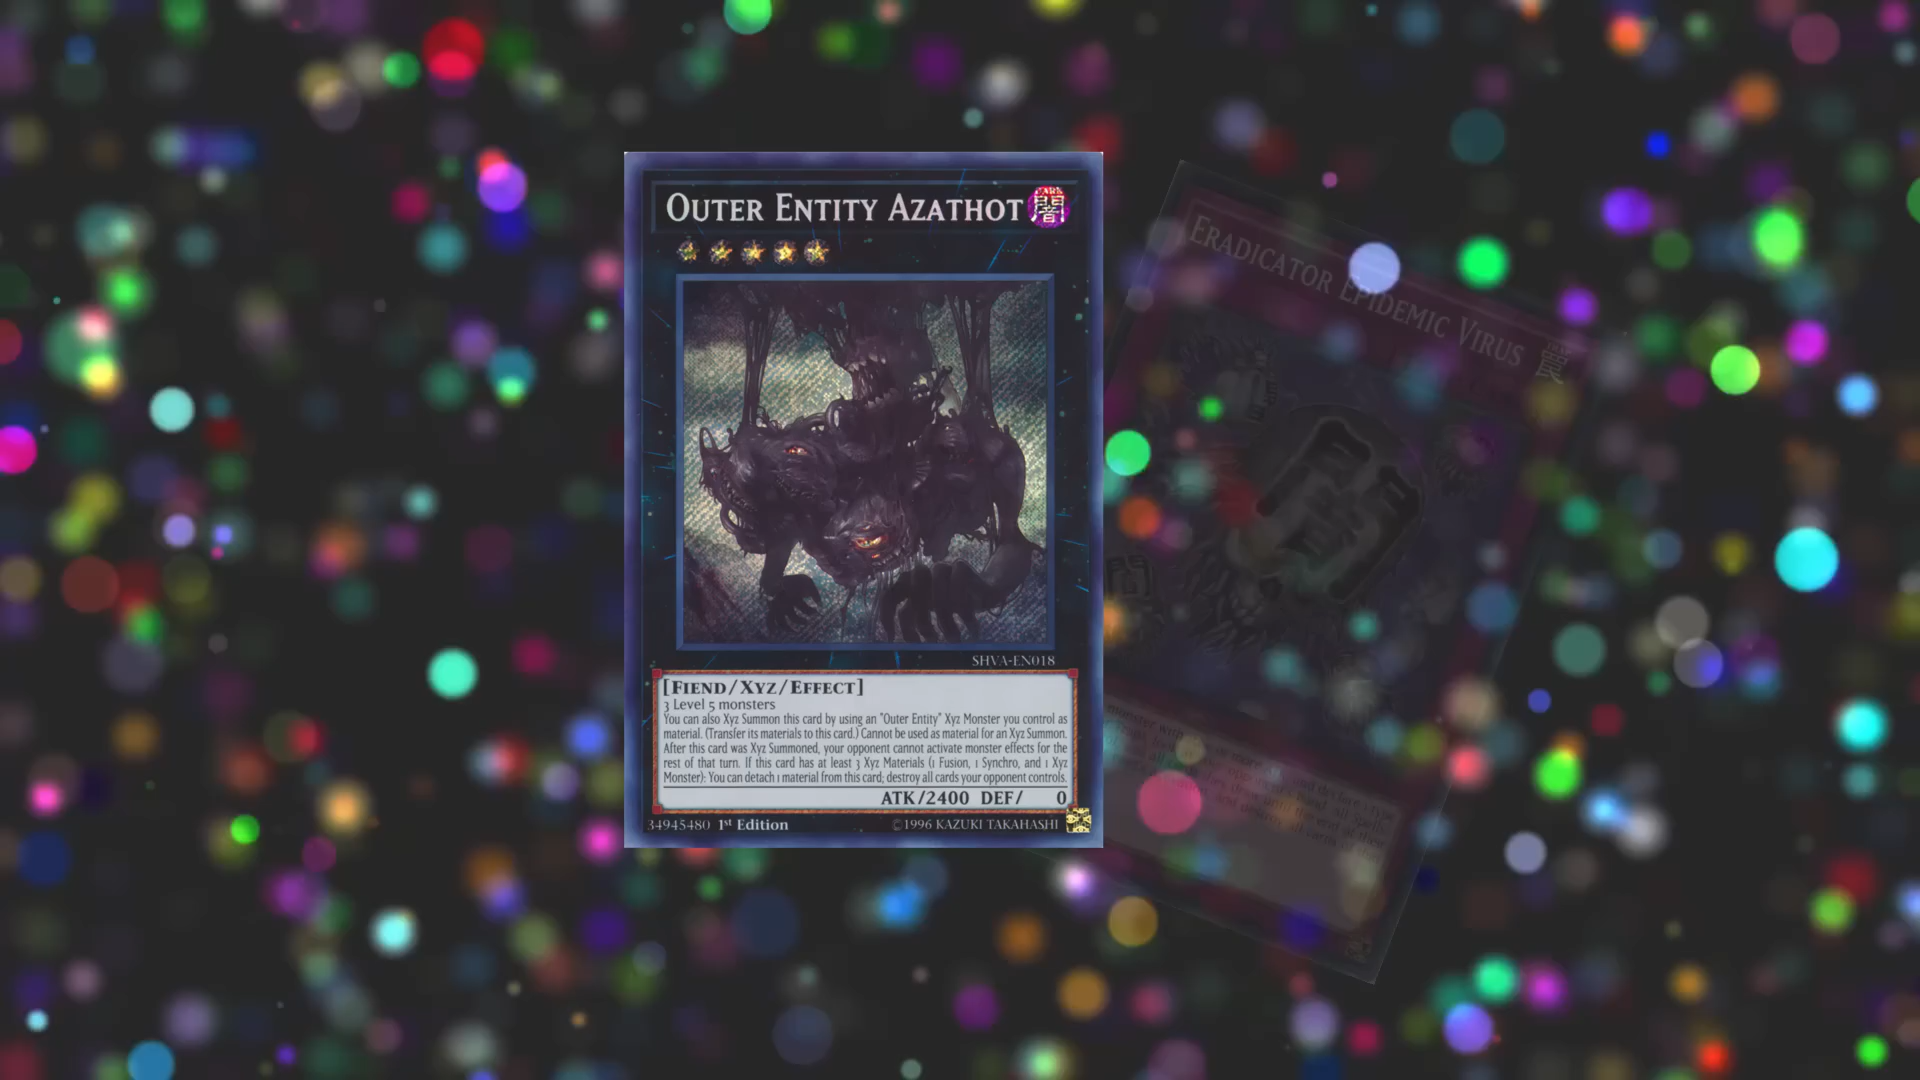 OUTER ENTITY AZATHOT
闇
SHVA-EN018
[FIEND/XYZ/EFFECT]
3 Level 5 monsters
You can also Xyz Summon this card by using an "Outer Entity" Xyz Monster you control as
material. (Transfer its materials to this card.) Cannot be used as material for an Xyz Summon.
After this card was Xyz Summoned, your opponent cannot activate monster effects for the
rest of that turn. If this card has at least 3 Xyz Materials (1 Fusion, 1 Synchro, and 1 Xyz
Monster): You can detach 1 material from this card; destroy all cards your opponent controls.
ATK/2400 DEF/ 0
34945480 1st Edition ©1996 KAZUKI TAKAHASHI
ERADICATOR EPIDEMIC VIRUS
罠
闇